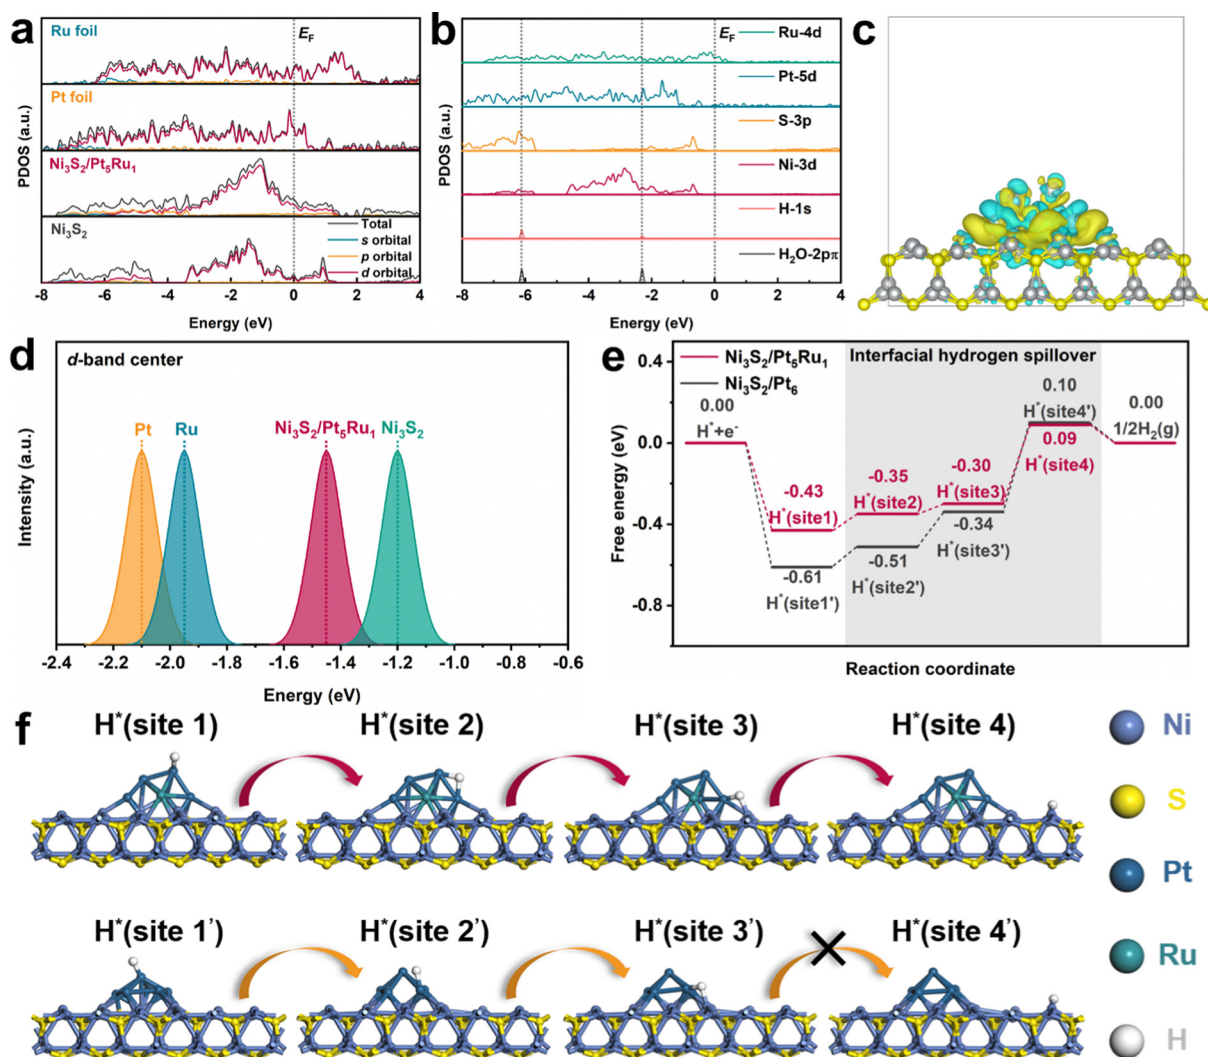 a
Ru foil
E_F
Pt foil
Ni₃S₂/Pt₅Ru₁
Ni₃S₂
Total
s orbital
p orbital
d orbital
PDOS (a.u.)
-8 -6 -4 -2 0 2 4
Energy (eV)
b
E_F
Ru-4d
Pt-5d
S-3p
Ni-3d
H-1s
H₂O-2pπ
PDOS (a.u.)
-8 -6 -4 -2 0 2 4
Energy (eV)
c
d
d-band center
Pt
Ru
Ni₃S₂/Pt₅Ru₁
Ni₃S₂
Intensity (a.u.)
-2.4 -2.2 -2.0 -1.8 -1.6 -1.4 -1.2 -1.0 -0.8 -0.6
Energy (eV)
e
Ni₃S₂/Pt₅Ru₁
Ni₃S₂/Pt₆
Interfacial hydrogen spillover
0.4
0.0
-0.4
-0.8
Free energy (eV)
0.00
H*+e⁻
-0.43
H*(site1)
-0.35
H*(site2)
-0.30
H*(site3)
0.10
H*(site4')
0.09
H*(site4)
0.00
1/2H₂(g)
-0.61
H*(site1')
-0.51
H*(site2')
-0.34
H*(site3')
Reaction coordinate
f
H*(site 1)
H*(site 2)
H*(site 3)
H*(site 4)
H*(site 1')
H*(site 2')
H*(site 3')
H*(site 4')
Ni
S
Pt
Ru
H